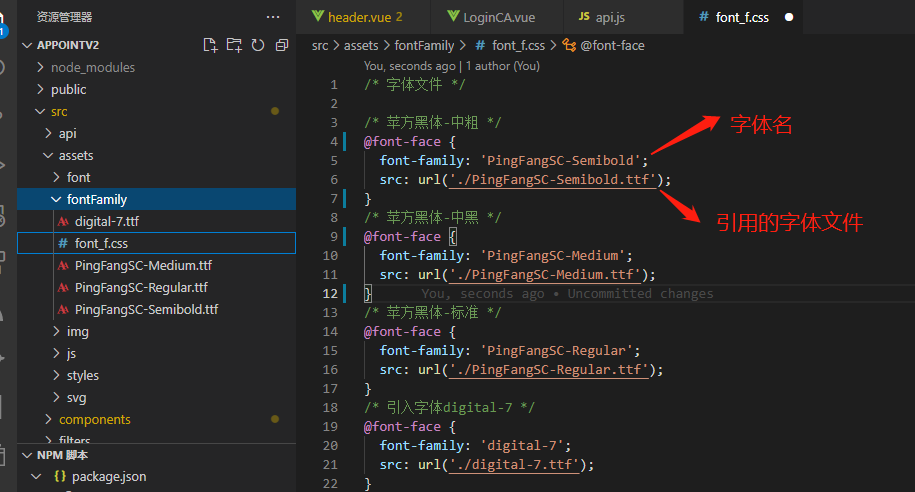 资源管理器
header.vue 2
LoginCA.vue
JS api.js
# font_f.css
APPOINTV2
src > assets > fontFamily > # font_f.css > @font-face
node_modules
public
src
api
assets
font
fontFamily
digital-7.ttf
# font_f.css
PingFangSC-Medium.ttf
PingFangSC-Regular.ttf
PingFangSC-Semibold.ttf
img
js
styles
svg
components
filters
NPM 脚本
{} package.json
You, seconds ago | 1 author (You)
1 /* 字体文件 */
2
3 /* 苹方黑体-中粗 */
4 @font-face {
5 font-family: 'PingFangSC-Semibold';
6 src: url('./PingFangSC-Semibold.ttf');
7 }
8 /* 苹方黑体-中黑 */
9 @font-face {
10 font-family: 'PingFangSC-Medium';
11 src: url('./PingFangSC-Medium.ttf');
12 } You, seconds ago • Uncommitted changes
13 /* 苹方黑体-标准 */
14 @font-face {
15 font-family: 'PingFangSC-Regular';
16 src: url('./PingFangSC-Regular.ttf');
17 }
18 /* 引入字体digital-7 */
19 @font-face {
20 font-family: 'digital-7';
21 src: url('./digital-7.ttf');
22 }
字体名
引用的字体文件